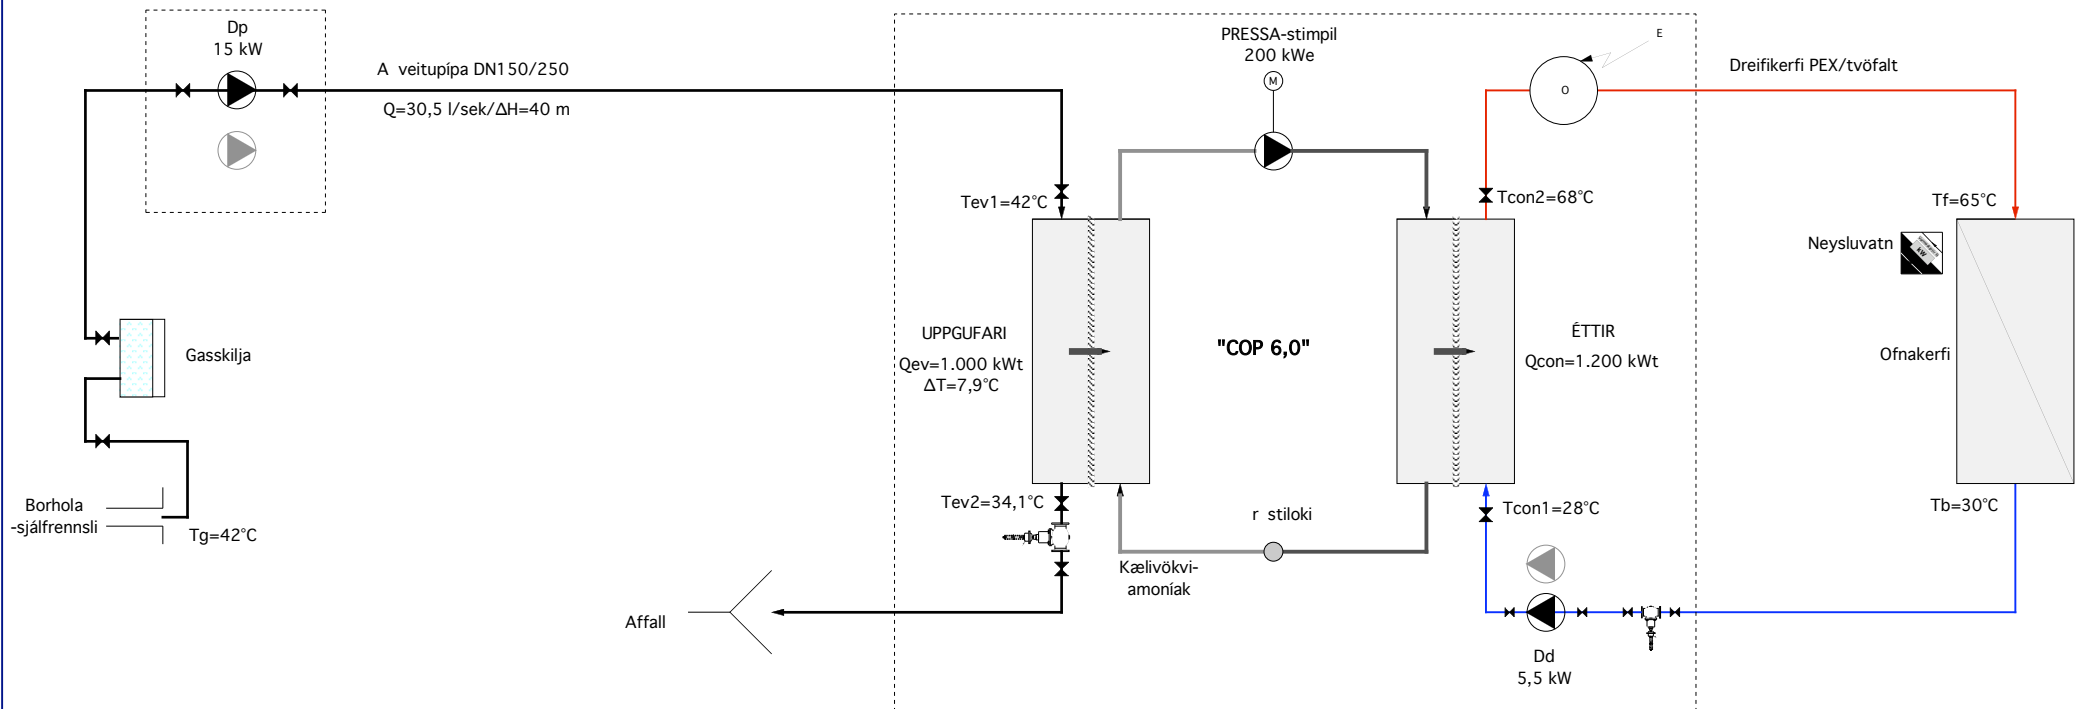 Dp
15 kW
A veitupípa DN150/250
Q=30,5 l/sek/ΔH=40 m
PRESSA-stimpil
200 kWe
M
E
O
Dreifikerfi PEX/tvöfalt
Tev1=42°C
Tcon2=68°C
Tf=65°C
Neysluvatn
kW
Gasskilja
UPPGUFARI
Qev=1.000 kWt
ΔT=7,9°C
"COP 6,0"
ÉTTIR
Qcon=1.200 kWt
Ofnakerfi
Borhola
-sjálfrennsli
Tg=42°C
Tev2=34,1°C
r stiloki
Tcon1=28°C
Tb=30°C
Kælivökvi-
amoníak
Affall
Dd
5,5 kW